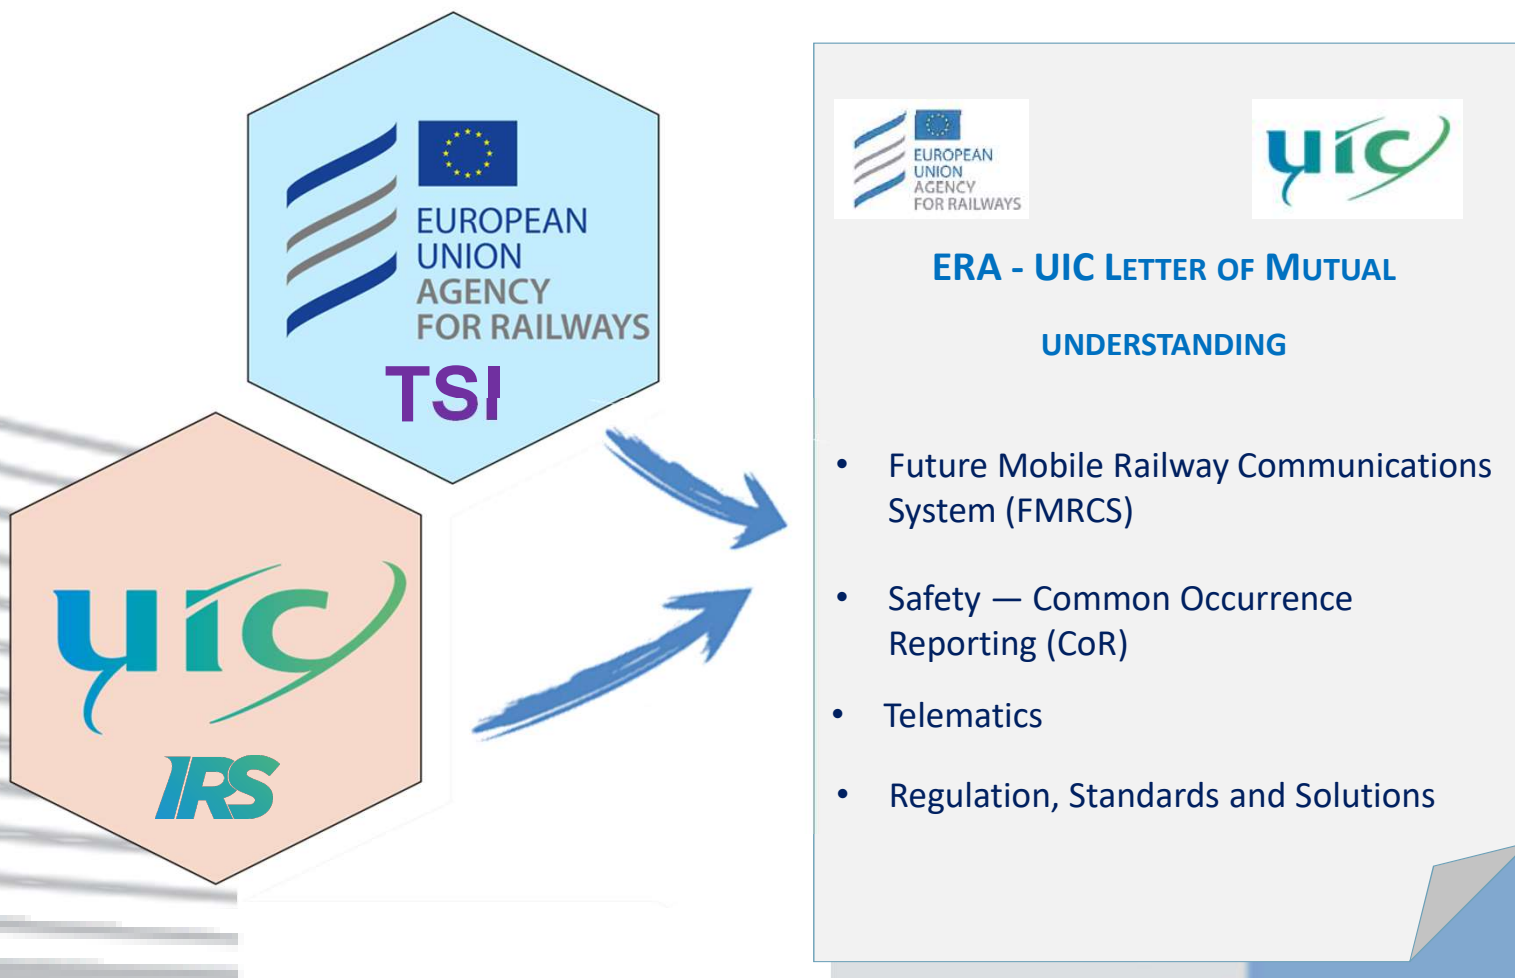 EUROPEAN
UNION
AGENCY
FOR RAILWAYS
TSI
uic
IRS
EUROPEAN
UNION
AGENCY
FOR RAILWAYS
uic
ERA - UIC LETTER OF MUTUAL
UNDERSTANDING
• Future Mobile Railway Communications
System (FMRCS)
• Safety — Common Occurrence
Reporting (CoR)
• Telematics
• Regulation, Standards and Solutions